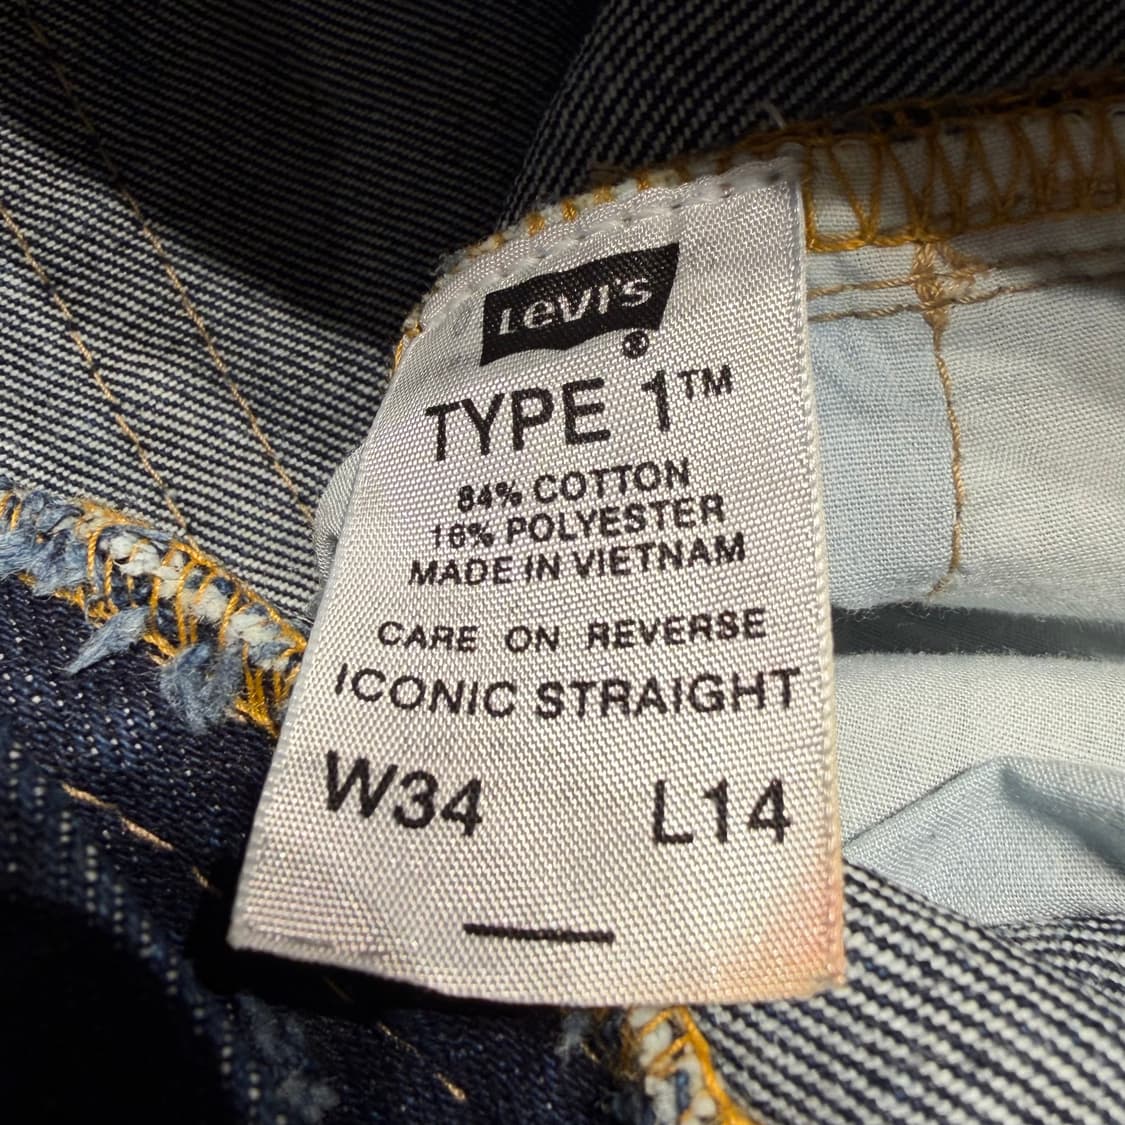 Levi's
®
TYPE 1™
84% COTTON
16% POLYESTER
MADE IN VIETNAM
CARE ON REVERSE
ICONIC STRAIGHT
W34 L14